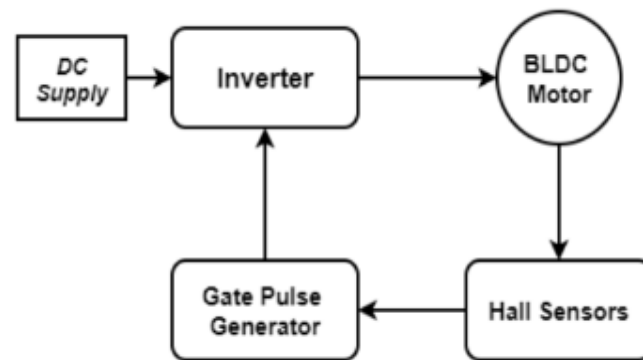 DC
Supply
Inverter
BLDC
Motor
Gate Pulse
Generator
Hall Sensors